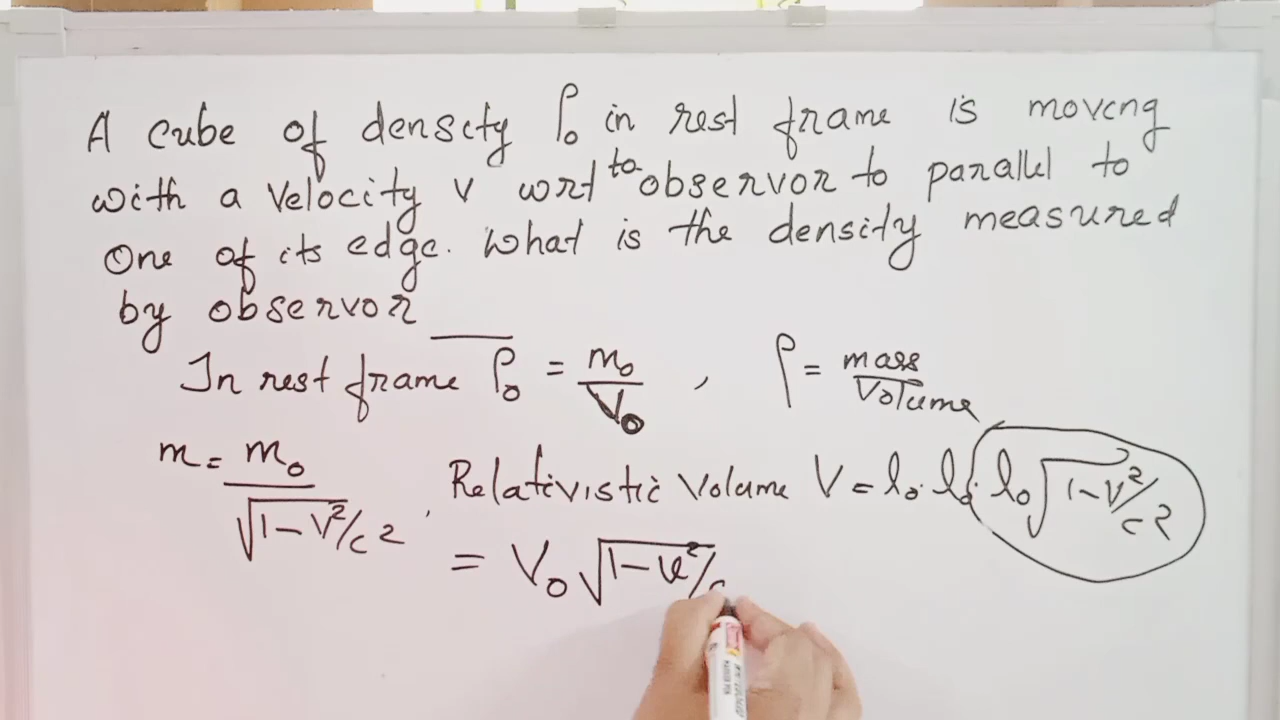 A cube of density ρ₀ in rest frame is moving
with a velocity v wrt to observor to parallel to
One of its edge. What is the density measured
by observor
In rest frame ρ₀ = m₀/V₀ , ρ = mass/Volume
m = m₀/√1-v²/c² , Relativistic Volume V = l₀. l₀. l₀√1-v²/c²
= V₀√1-v²/c